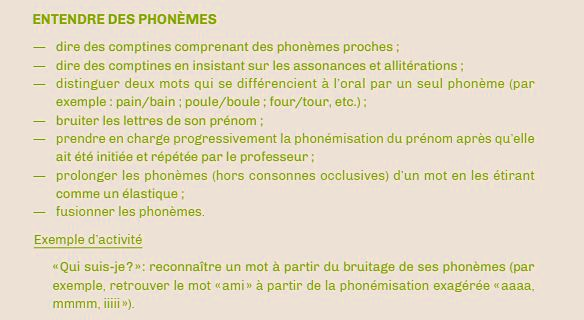 ENTENDRE DES PHONÈMES
— dire des comptines comprenant des phonèmes proches ;
— dire des comptines en insistant sur les assonances et allitérations ;
— distinguer deux mots qui se différencient à l'oral par un seul phonème (par
exemple : pain/bain ; poule/boule ; four/tour, etc.) ;
— bruiter les lettres de son prénom ;
— prendre en charge progressivement la phonémisation du prénom après qu'elle
ait été initiée et répétée par le professeur ;
— prolonger les phonèmes (hors consonnes occlusives) d'un mot en les étirant
comme un élastique ;
— fusionner les phonèmes.
Exemple d'activité
«Qui suis-je?»: reconnaître un mot à partir du bruitage de ses phonèmes (par
exemple, retrouver le mot «ami» à partir de la phonémisation exagérée «aaaa,
mmmm, iiiii»).